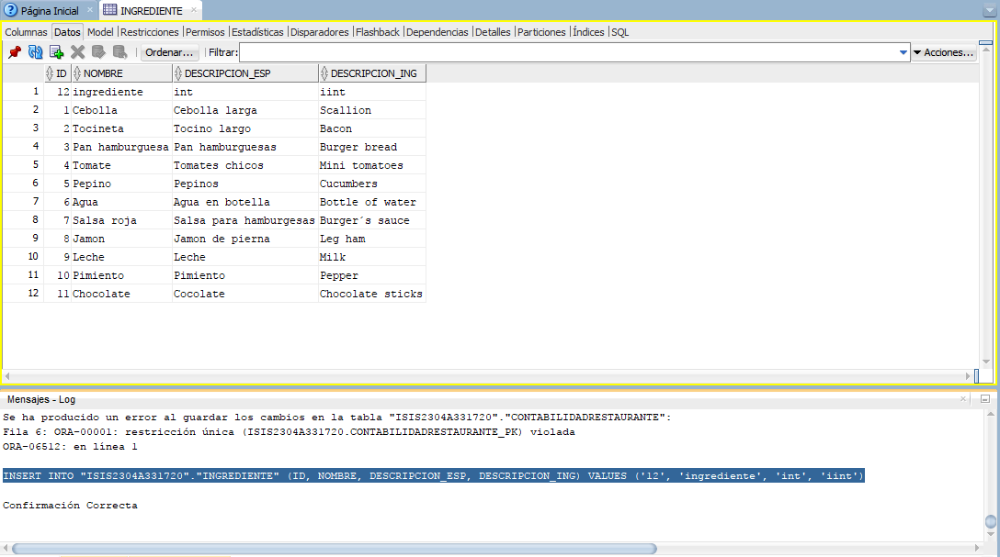 Página Inicial INGREDIENTE
Columnas Datos Model Restricciones Permisos Estadísticas Disparadores Flashback Dependencias Detalles Particiones Índices SQL
Ordenar... Filtrar: Acciones...
ID NOMBRE DESCRIPCION_ESP DESCRIPCION_ING
1 12 ingrediente int iint
2 1 Cebolla Cebolla larga Scallion
3 2 Tocineta Tocino largo Bacon
4 3 Pan hamburguesa Pan hamburguesas Burger bread
5 4 Tomate Tomates chicos Mini tomatoes
6 5 Pepino Pepinos Cucumbers
7 6 Agua Agua en botella Bottle of water
8 7 Salsa roja Salsa para hamburgesas Burger´s sauce
9 8 Jamon Jamon de pierna Leg ham
10 9 Leche Leche Milk
11 10 Pimiento Pimiento Pepper
12 11 Chocolate Cocolate Chocolate sticks
Mensajes - Log
Se ha producido un error al guardar los cambios en la tabla "ISIS2304A331720"."CONTABILIDADRESTAURANTE":
Fila 6: ORA-00001: restricción única (ISIS2304A331720.CONTABILIDADRESTAURANTE_PK) violada
ORA-06512: en línea 1
INSERT INTO "ISIS2304A331720"."INGREDIENTE" (ID, NOMBRE, DESCRIPCION_ESP, DESCRIPCION_ING) VALUES ('12', 'ingrediente', 'int', 'iint')
Confirmación Correcta